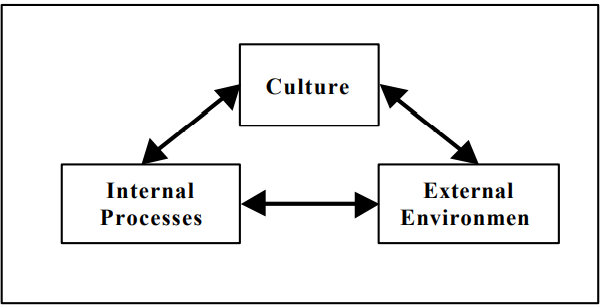 Culture
Internal
Processes
External
Environmen